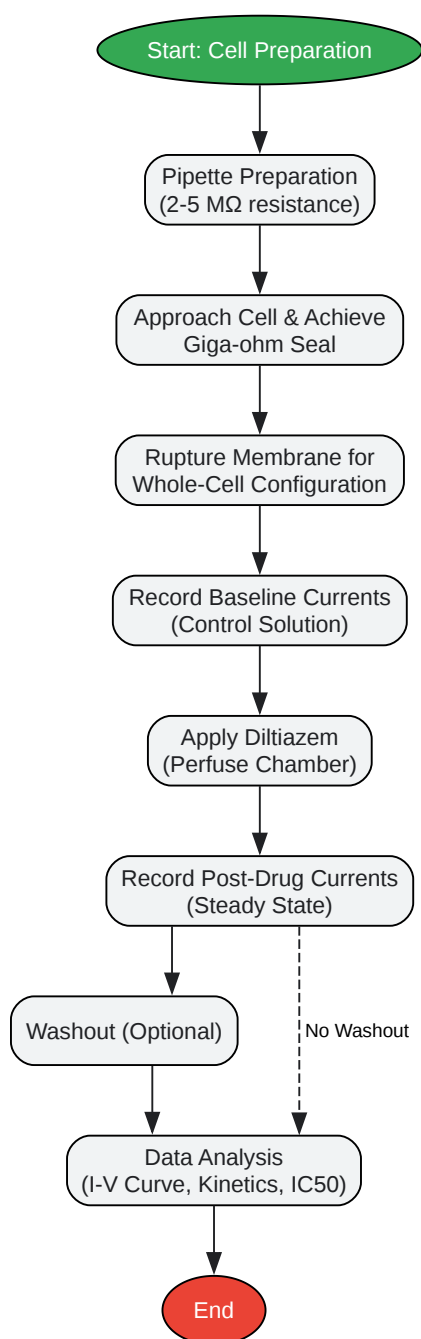 Start: Cell Preparation
Pipette Preparation
(2-5 MΩ resistance)
Approach Cell & Achieve
Giga-ohm Seal
Rupture Membrane for
Whole-Cell Configuration
Record Baseline Currents
(Control Solution)
Apply Diltiazem
(Perfuse Chamber)
Record Post-Drug Currents
(Steady State)
Washout (Optional)
No Washout
Data Analysis
(I-V Curve, Kinetics, IC50)
End